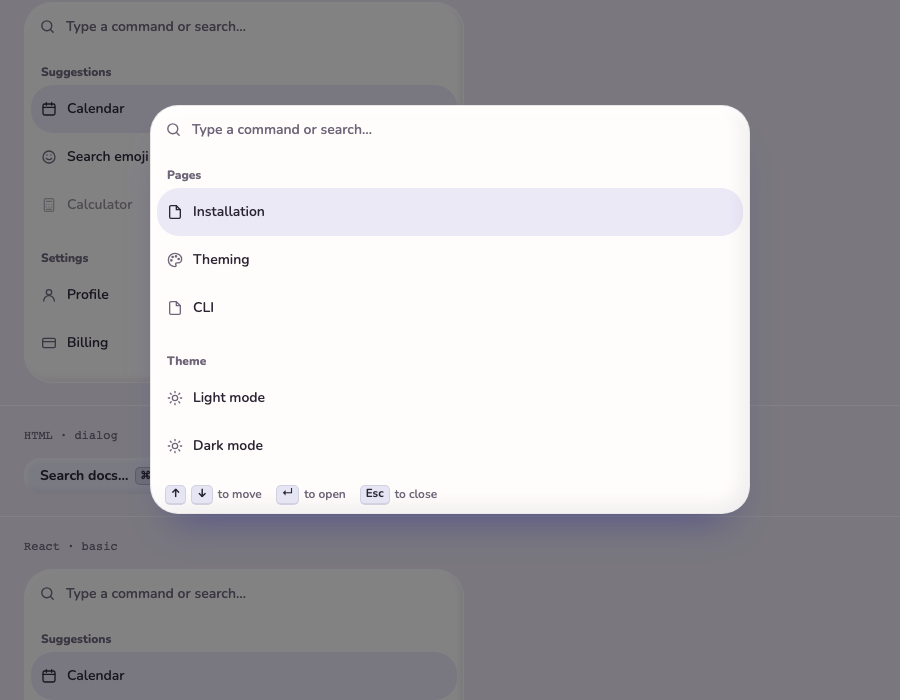 Type a command or search...
Suggestions
Calendar
Search emoji
Calculator
Settings
Profile
Billing
Type a command or search...
Pages
Installation
Theming
CLI
Theme
Light mode
Dark mode
↑ ↓ to move ↵ to open Esc to close
HTML · dialog
Search docs... ⌘
React · basic
Type a command or search...
Suggestions
Calendar